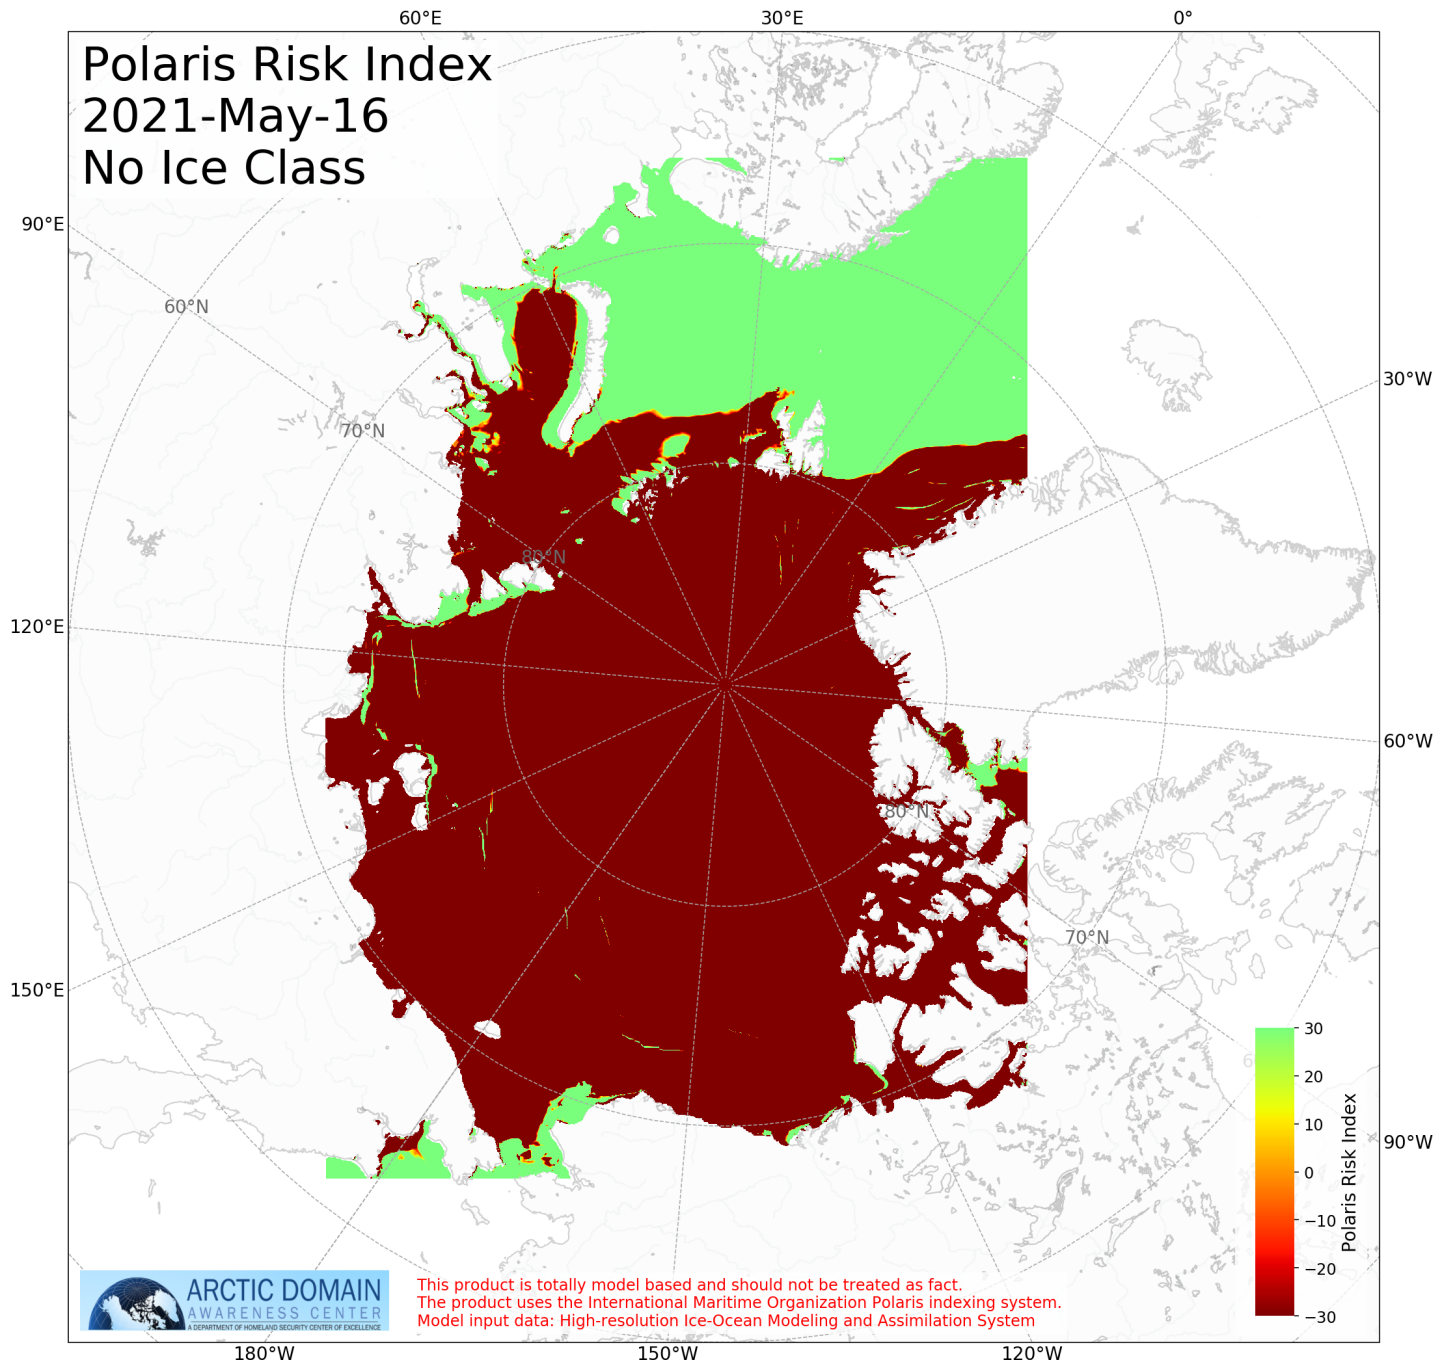 60°E
30°E
0°
Polaris Risk Index
2021-May-16
No Ice Class
90°E
60°N
30°W
70°N
80°N
120°E
60°W
80°N
70°N
150°E
30
20
10
0
−10
−20
−30
Polaris Risk Index
90°W
ARCTIC DOMAIN
AWARENESS CENTER
A DEPARTMENT OF HOMELAND SECURITY CENTER OF EXCELLENCE
This product is totally model based and should not be treated as fact.
The product uses the International Maritime Organization Polaris indexing system.
Model input data: High-resolution Ice-Ocean Modeling and Assimilation System
180°W
150°W
120°W